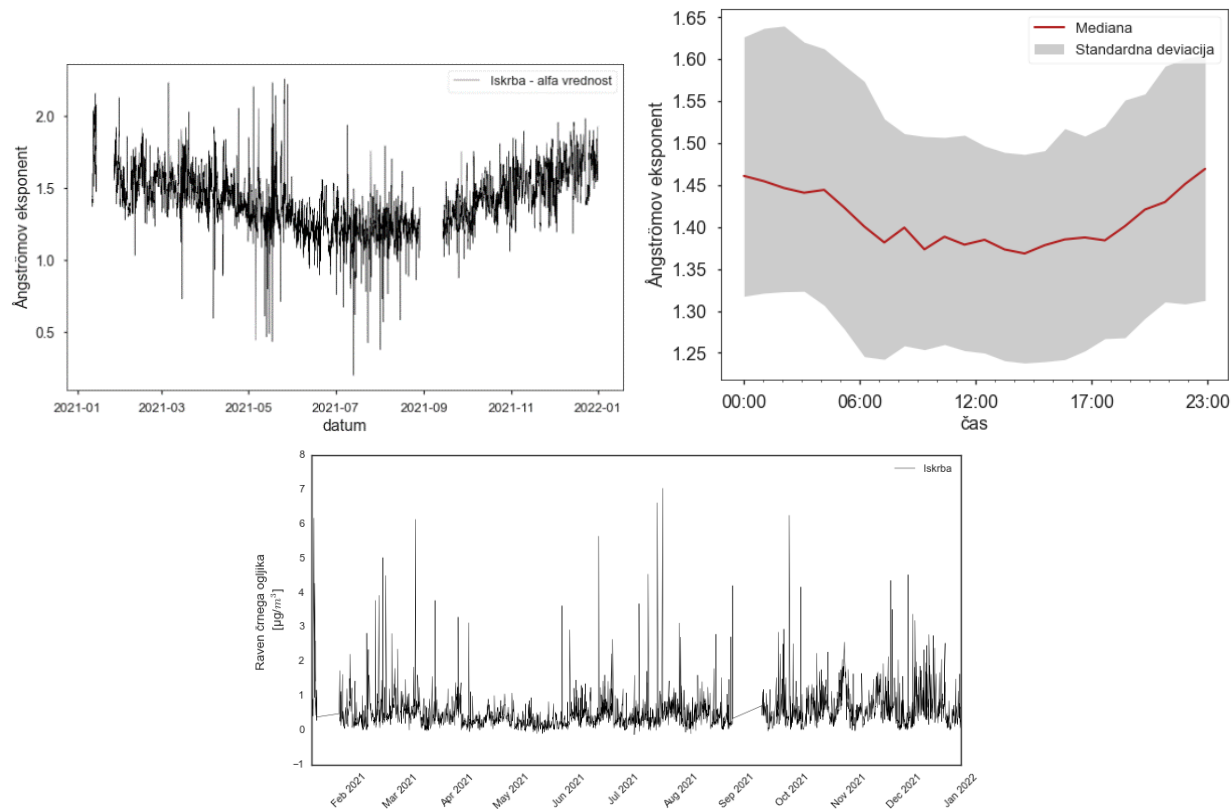 Iskrba - alfa vrednost
Ångströmov eksponent
2.0
1.5
1.0
0.5
2021-01 2021-03 2021-05 2021-07 2021-09 2021-11 2022-01
datum
Mediana
Standardna deviacija
Ångströmov eksponent
1.65
1.60
1.55
1.50
1.45
1.40
1.35
1.30
1.25
00:00 06:00 12:00 17:00 23:00
čas
Iskrba
Raven črnega ogljika
[µg/m³]
8
7
6
5
4
3
2
1
0
−1
Feb 2021 Mar 2021 Apr 2021 May 2021 Jun 2021 Jul 2021 Aug 2021 Sep 2021 Oct 2021 Nov 2021 Dec 2021 Jan 2022